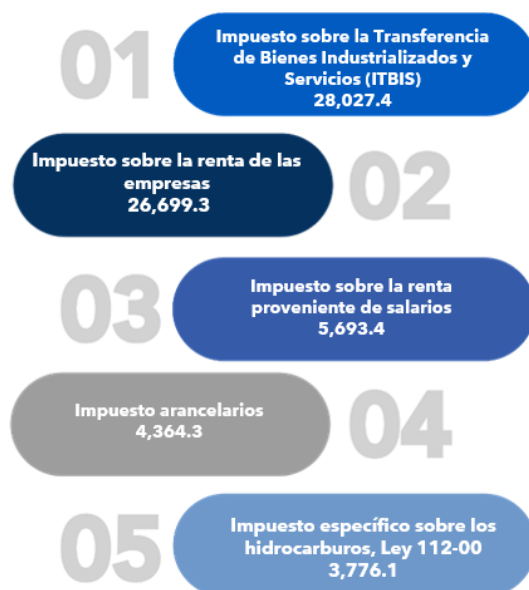 01
Impuesto sobre la Transferencia
de Bienes Industrializados y
Servicios (ITBIS)
28,027.4
Impuesto sobre la renta de las
empresas
26,699.3
02
03
Impuesto sobre la renta
proveniente de salarios
5,693.4
Impuesto arancelarios
4,364.3
04
05
Impuesto específico sobre los
hidrocarburos, Ley 112-00
3,776.1